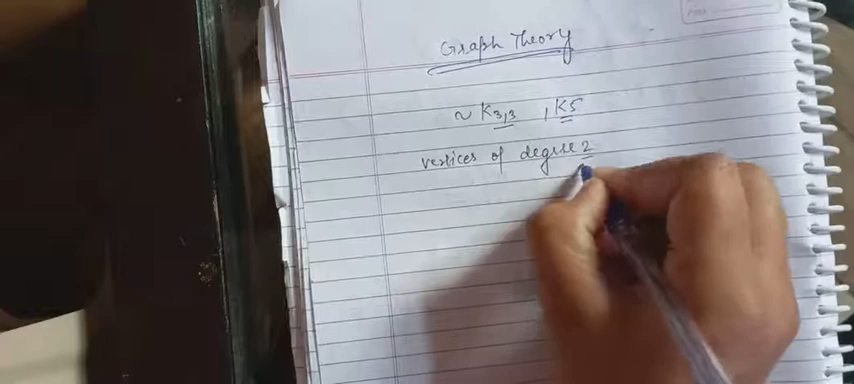 Graph Theory
~ K3,3 , K5
vertices of degree 2